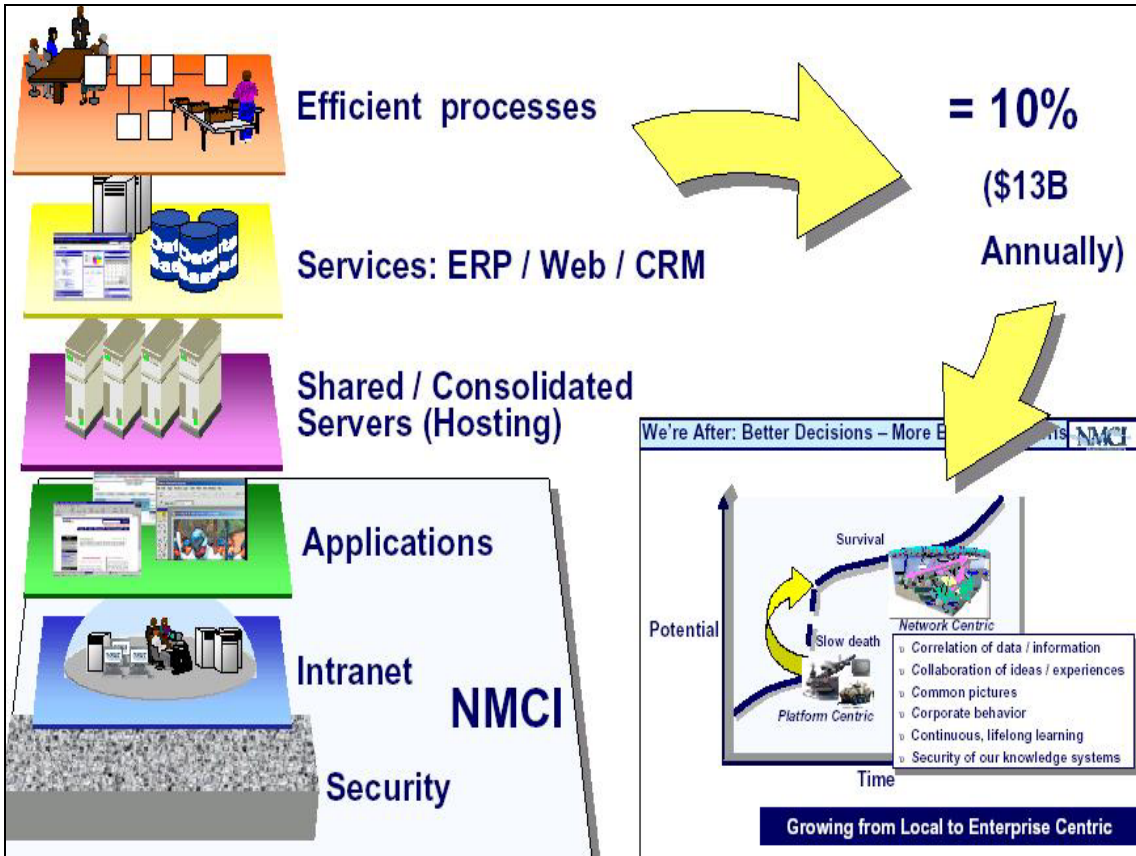 Efficient processes
= 10%
($13B
Annually)
Services: ERP / Web / CRM
Shared / Consolidated
Servers (Hosting)
Applications
Intranet
NMCI
Security
We're After: Better Decisions – More
NMCI
Survival
Potential
Slow death
Network Centric
Platform Centric
Correlation of data / information
Collaboration of ideas / experiences
Common pictures
Corporate behavior
Continuous, lifelong learning
Security of our knowledge systems
Time
Growing from Local to Enterprise Centric